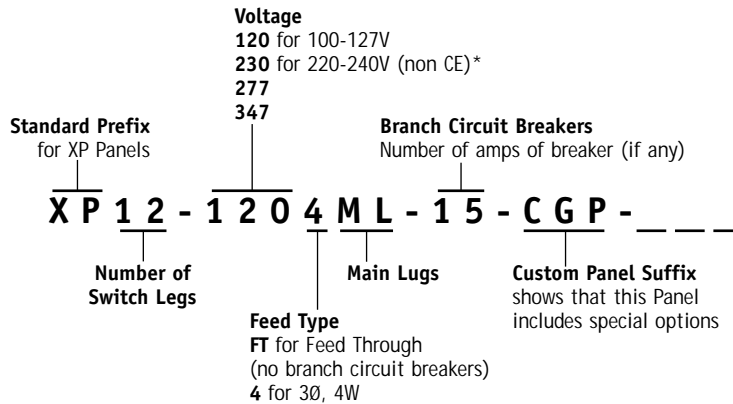 Voltage
120 for 100-127V
230 for 220-240V (non CE)*
277
347
Standard Prefix
for XP Panels
Branch Circuit Breakers
Number of amps of breaker (if any)
XP12-1204ML-15-CGP-_ _ _
Number of
Switch Legs
Main Lugs
Custom Panel Suffix
shows that this Panel
includes special options
Feed Type
FT for Feed Through
(no branch circuit breakers)
4 for 3Ø, 4W